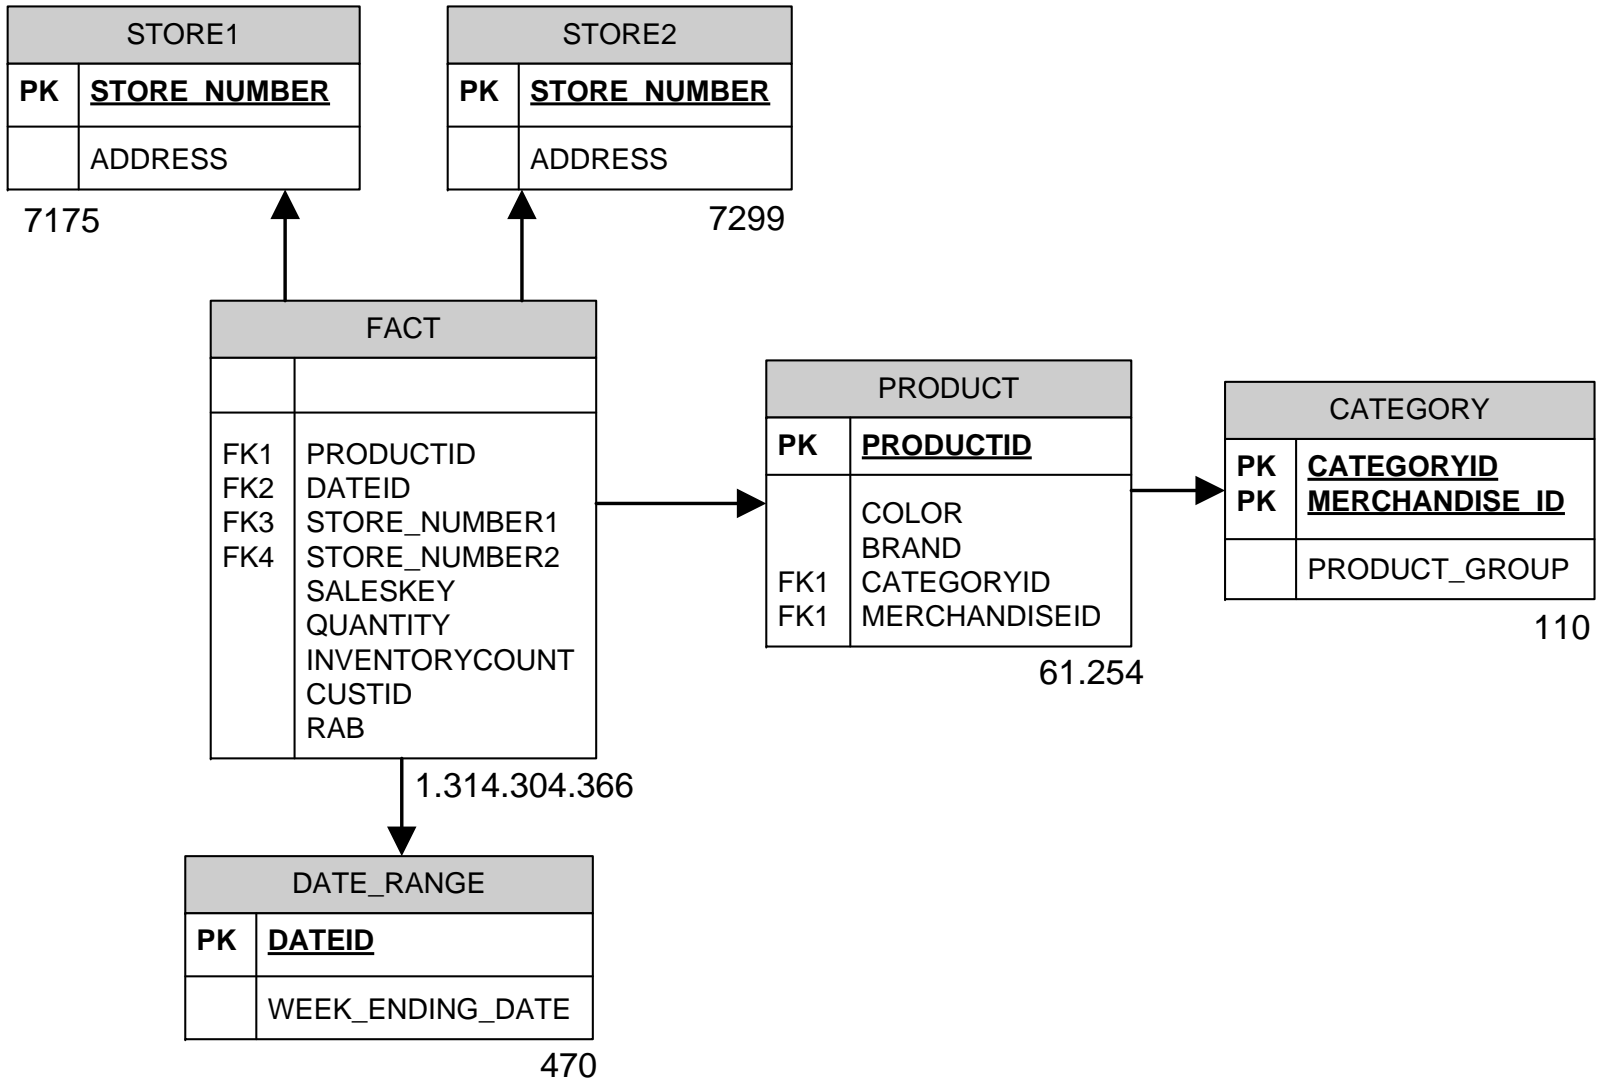 STORE1
PK STORE_NUMBER
ADDRESS
7175
STORE2
PK STORE_NUMBER
ADDRESS
7299
FACT
FK1 PRODUCTID
FK2 DATEID
FK3 STORE_NUMBER1
FK4 STORE_NUMBER2
SALESKEY
QUANTITY
INVENTORYCOUNT
CUSTID
RAB
1.314.304.366
PRODUCT
PK PRODUCTID
COLOR
BRAND
FK1 CATEGORYID
FK1 MERCHANDISEID
61.254
CATEGORY
PK CATEGORYID
PK MERCHANDISE_ID
PRODUCT_GROUP
110
DATE_RANGE
PK DATEID
WEEK_ENDING_DATE
470